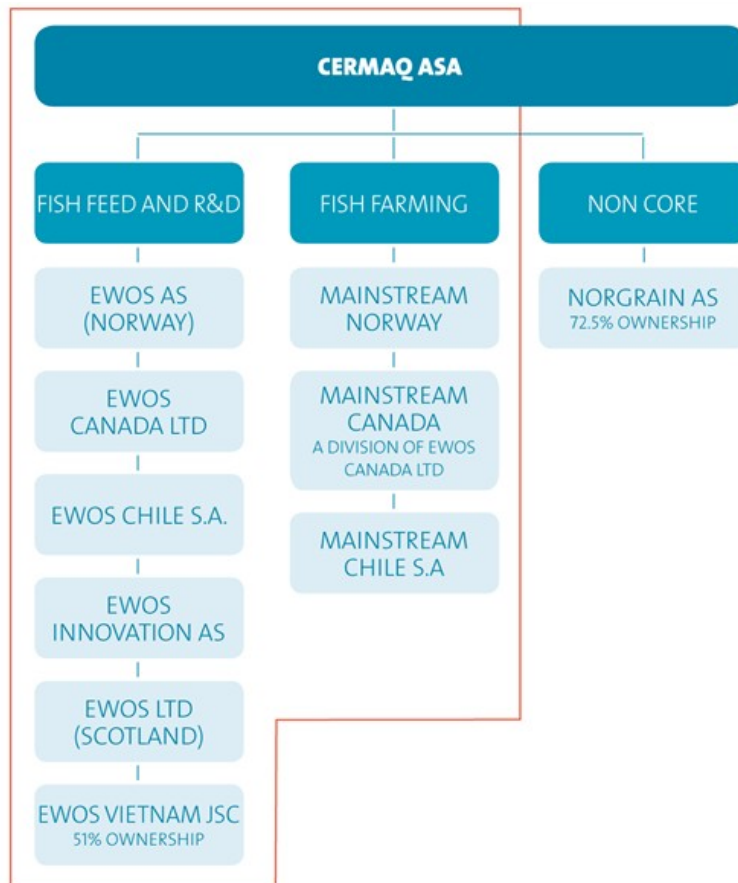 CERMAQ ASA
FISH FEED AND R&D
EWOS AS
(NORWAY)
EWOS
CANADA LTD
EWOS CHILE S.A.
EWOS
INNOVATION AS
EWOS LTD
(SCOTLAND)
EWOS VIETNAM JSC
51% OWNERSHIP
FISH FARMING
MAINSTREAM
NORWAY
MAINSTREAM
CANADA
A DIVISION OF EWOS
CANADA LTD
MAINSTREAM
CHILE S.A
NON CORE
NORGRAIN AS
72.5% OWNERSHIP